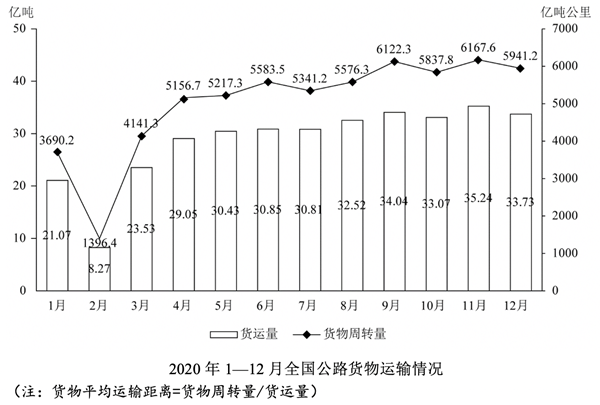 亿吨 亿吨公里
50 7000
6122.3 6167.6
5837.8 5941.2
5583.5 5576.3
5156.7 5217.3 5341.2
40 6000
5000
4141.3
30 3690.2 4000
3000
20
21.07 23.53 29.05 30.43 30.85 30.81 32.52 34.04 33.07 35.24 33.73
2000
10 1396.4
1000
8.27
0 0
1月 2月 3月 4月 5月 6月 7月 8月 9月 10月 11月 12月
货运量 货物周转量
2020 年 1—12 月全国公路货物运输情况
（注：货物平均运输距离=货物周转量/货运量）